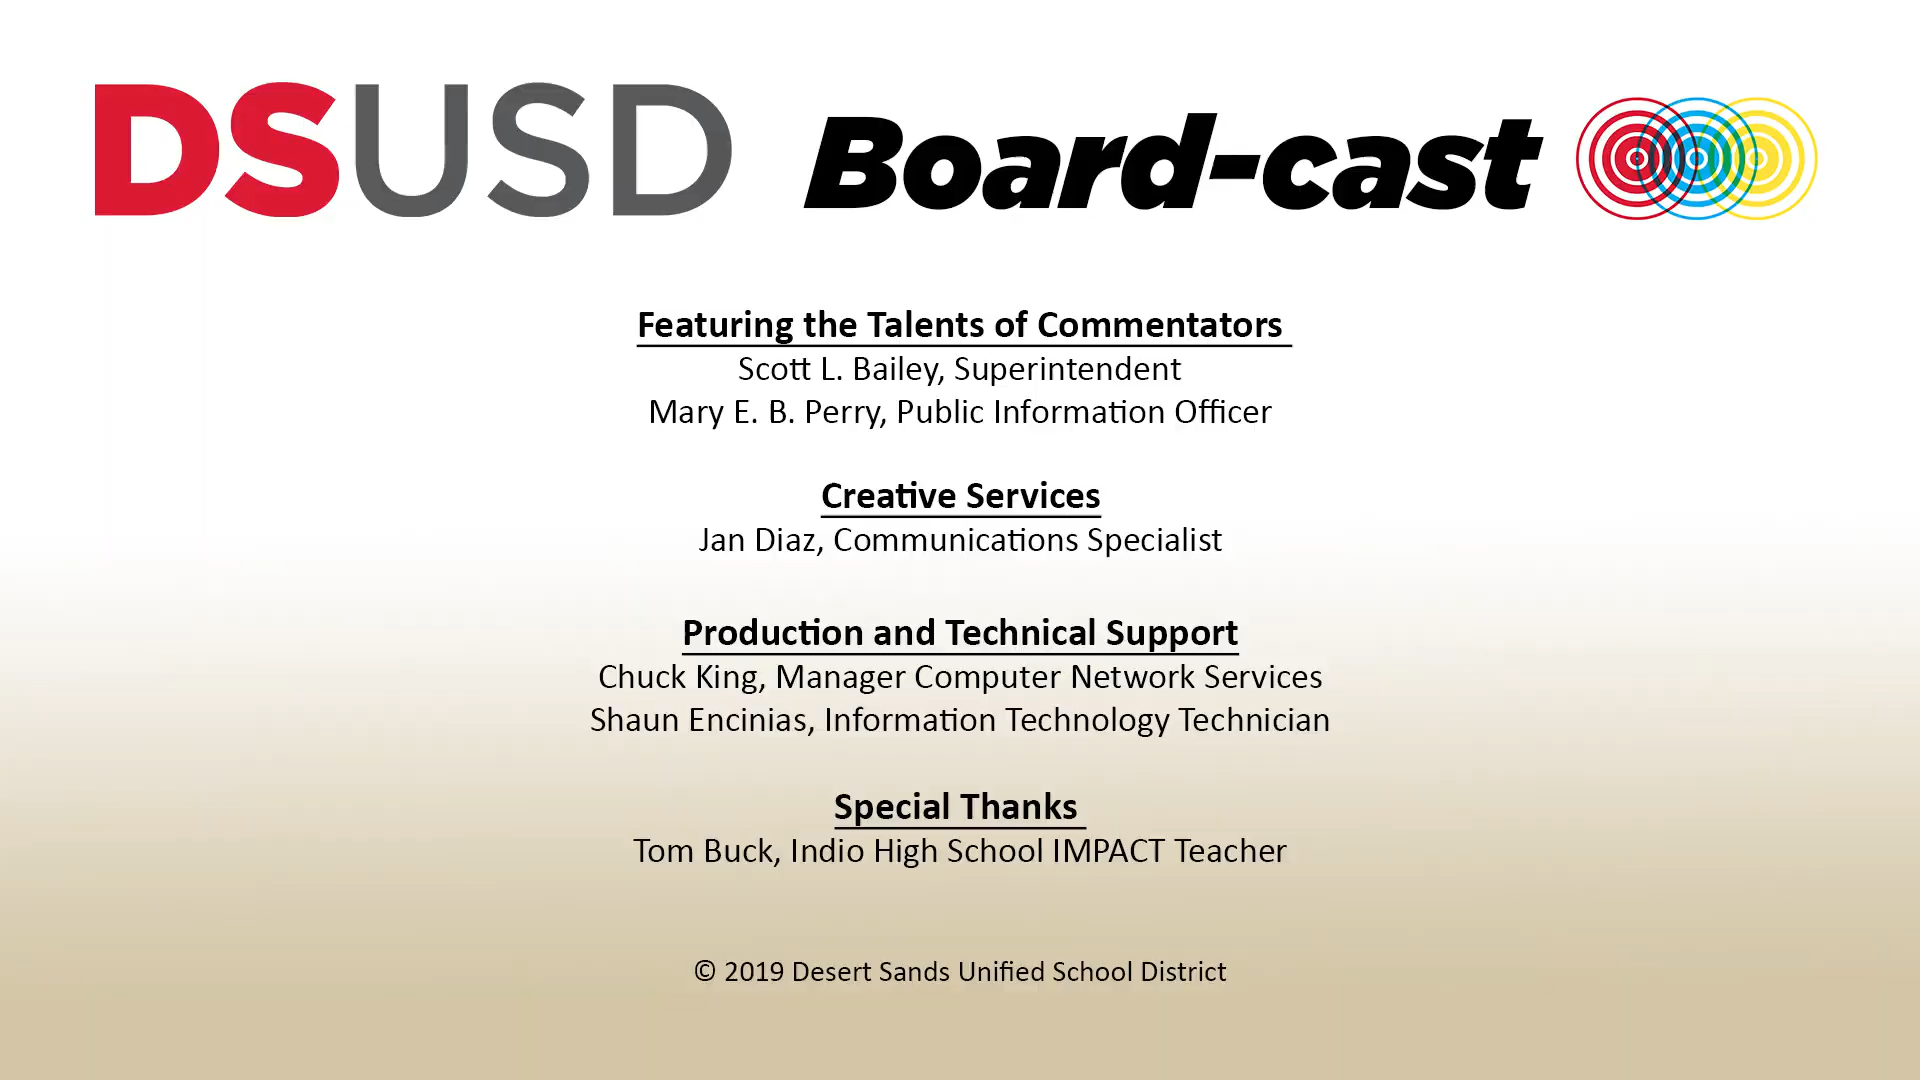 DSUSD Board-cast
Featuring the Talents of Commentators
Scott L. Bailey, Superintendent
Mary E. B. Perry, Public Information Officer
Creative Services
Jan Diaz, Communications Specialist
Production and Technical Support
Chuck King, Manager Computer Network Services
Shaun Encinias, Information Technology Technician
Special Thanks
Tom Buck, Indio High School IMPACT Teacher
© 2019 Desert Sands Unified School District